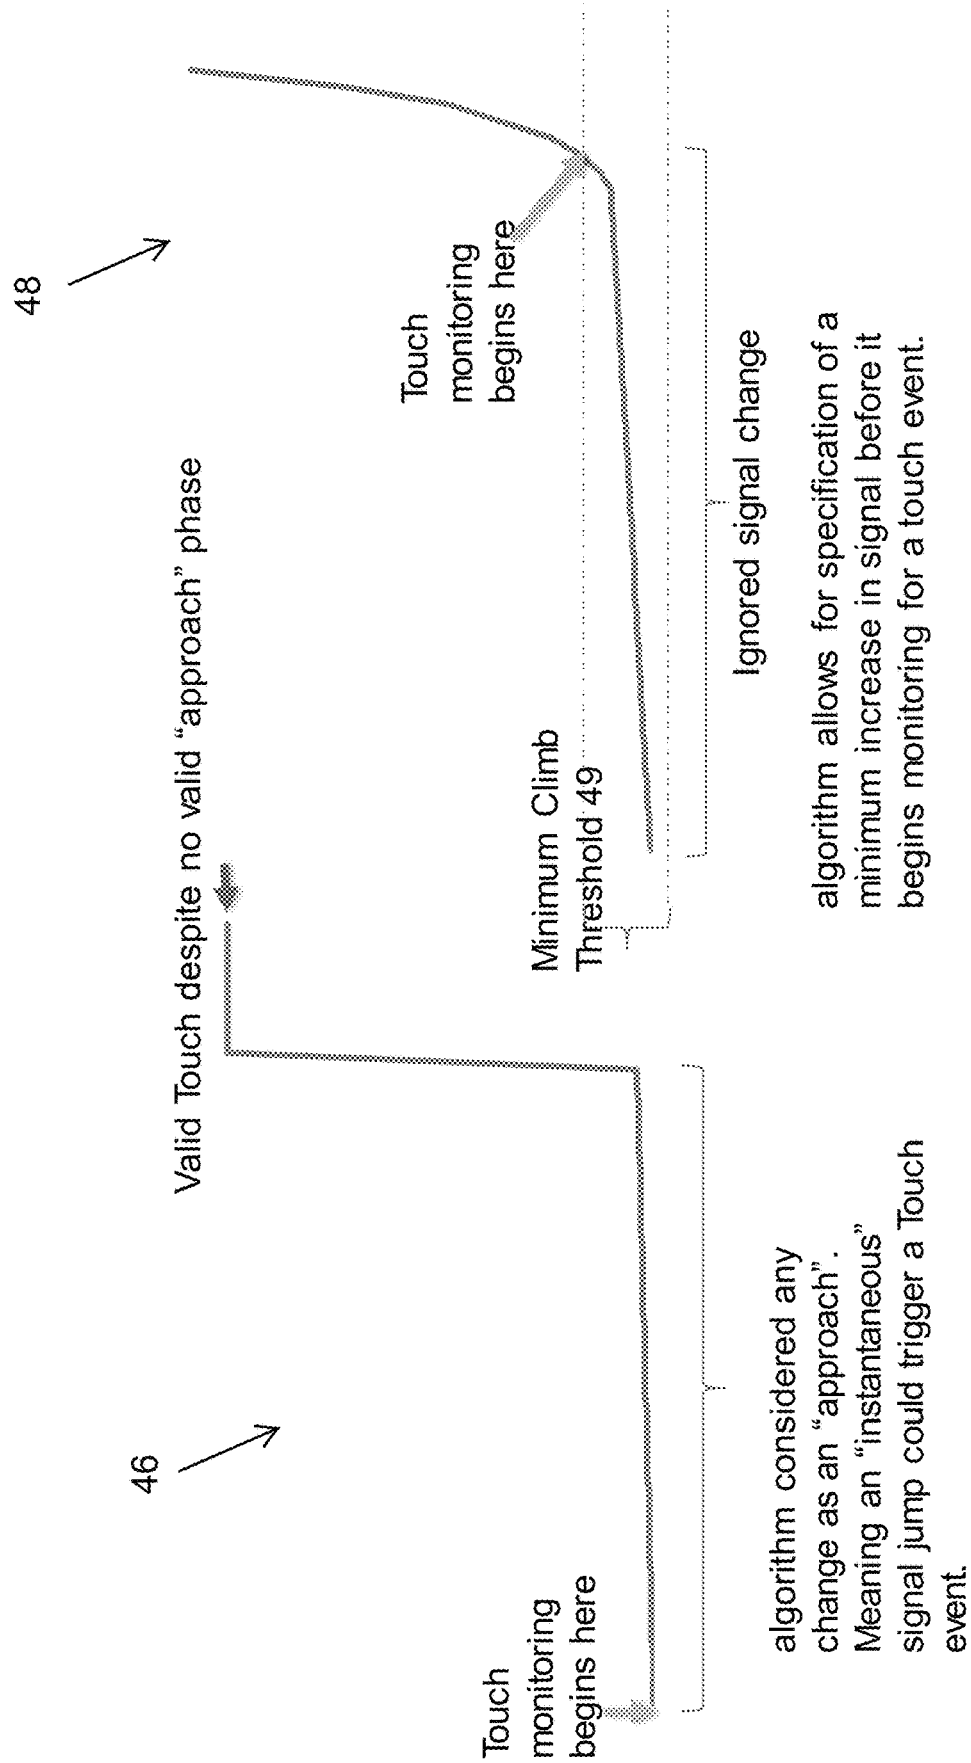 46
Touch
monitoring
begins here
Valid Touch despite no valid “approach” phase
algorithm considered any
change as an “approach”.
Meaning an “instantaneous”
signal jump could trigger a Touch
event.
48
Touch
monitoring
begins here
Minimum Climb
Threshold 49
Ignored signal change
algorithm allows for specification of a
minimum increase in signal before it
begins monitoring for a touch event.